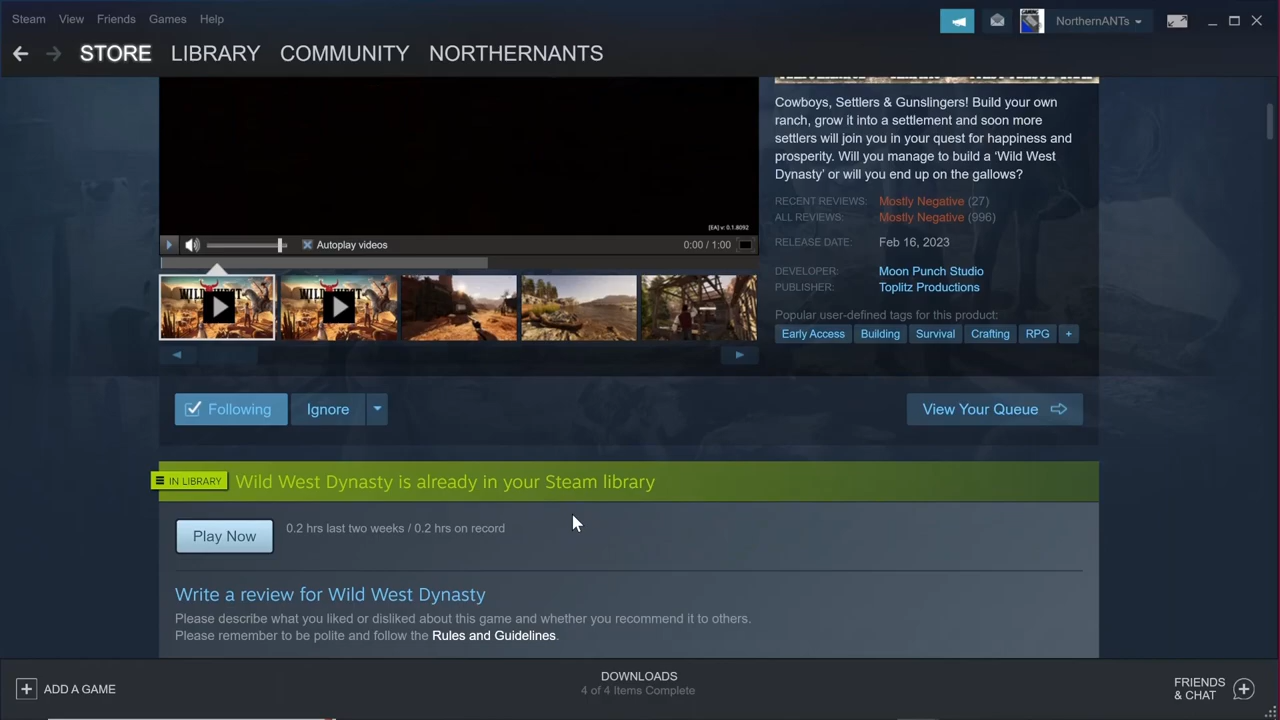 Steam View Friends Games Help
NorthernANTs
STORE LIBRARY COMMUNITY NORTHERNANTS
Cowboys, Settlers & Gunslingers! Build your own
ranch, grow it into a settlement and soon more
settlers will join you in your quest for happiness and
prosperity. Will you manage to build a 'Wild West
Dynasty' or will you end up on the gallows?
RECENT REVIEWS: Mostly Negative (27)
ALL REVIEWS: Mostly Negative (996)
RELEASE DATE: Feb 16, 2023
DEVELOPER: Moon Punch Studio
PUBLISHER: Toplitz Productions
Popular user-defined tags for this product:
Early Access Building Survival Crafting RPG +
[EA] v: 0.1.8092
Autoplay videos 0:00 / 1:00
WILD WEST
WILD WEST
Following Ignore View Your Queue
IN LIBRARY Wild West Dynasty is already in your Steam library
Play Now 0.2 hrs last two weeks / 0.2 hrs on record
Write a review for Wild West Dynasty
Please describe what you liked or disliked about this game and whether you recommend it to others.
Please remember to be polite and follow the Rules and Guidelines.
ADD A GAME
DOWNLOADS
4 of 4 Items Complete
FRIENDS
& CHAT